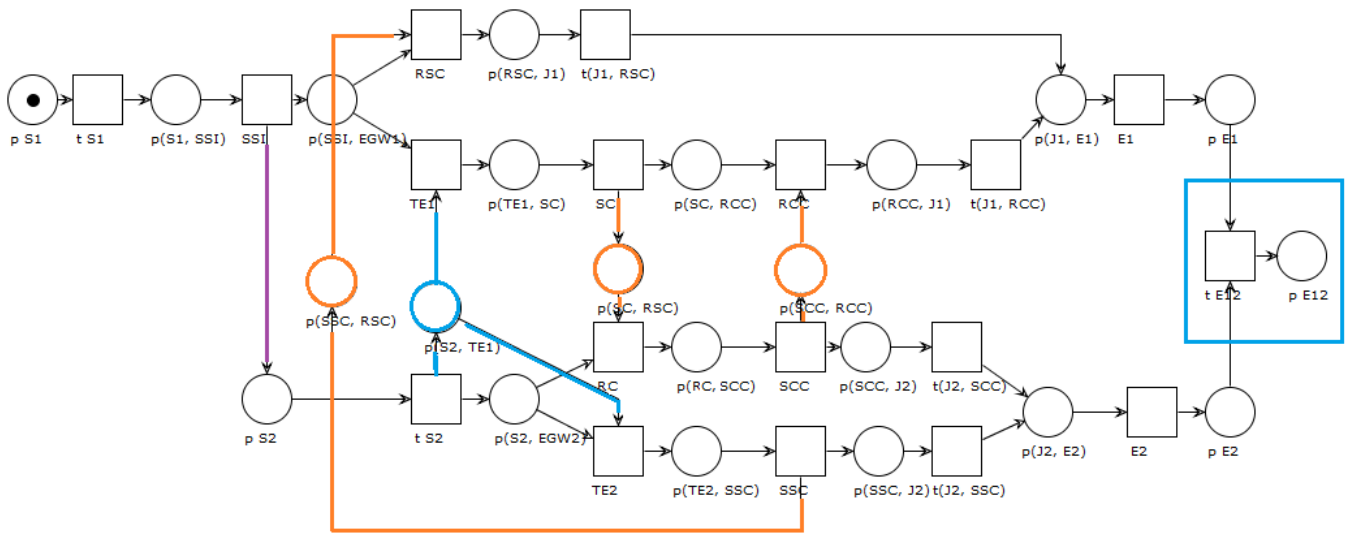 RSC
p(RSC, J1)
t(J1, RSC)
p S1
t S1
p(S1, SSI)
SSI
p(SSI, EGW1)
p(J1, E1)
E1
p E1
TE1
p(TE1, SC)
SC
p(SC, RCC)
RCC
p(RCC, J1)
t(J1, RCC)
p(SSC, RSC)
p(S2, TE1)
p(SC, RSC)
p(SCC, RCC)
t E12
p E12
RC
p(RC, SCC)
SCC
p(SCC, J2)
t(J2, SCC)
p S2
t S2
p(S2, EGW2)
p(J2, E2)
E2
p E2
TE2
p(TE2, SSC)
SSC
p(SSC, J2)
t(J2, SSC)